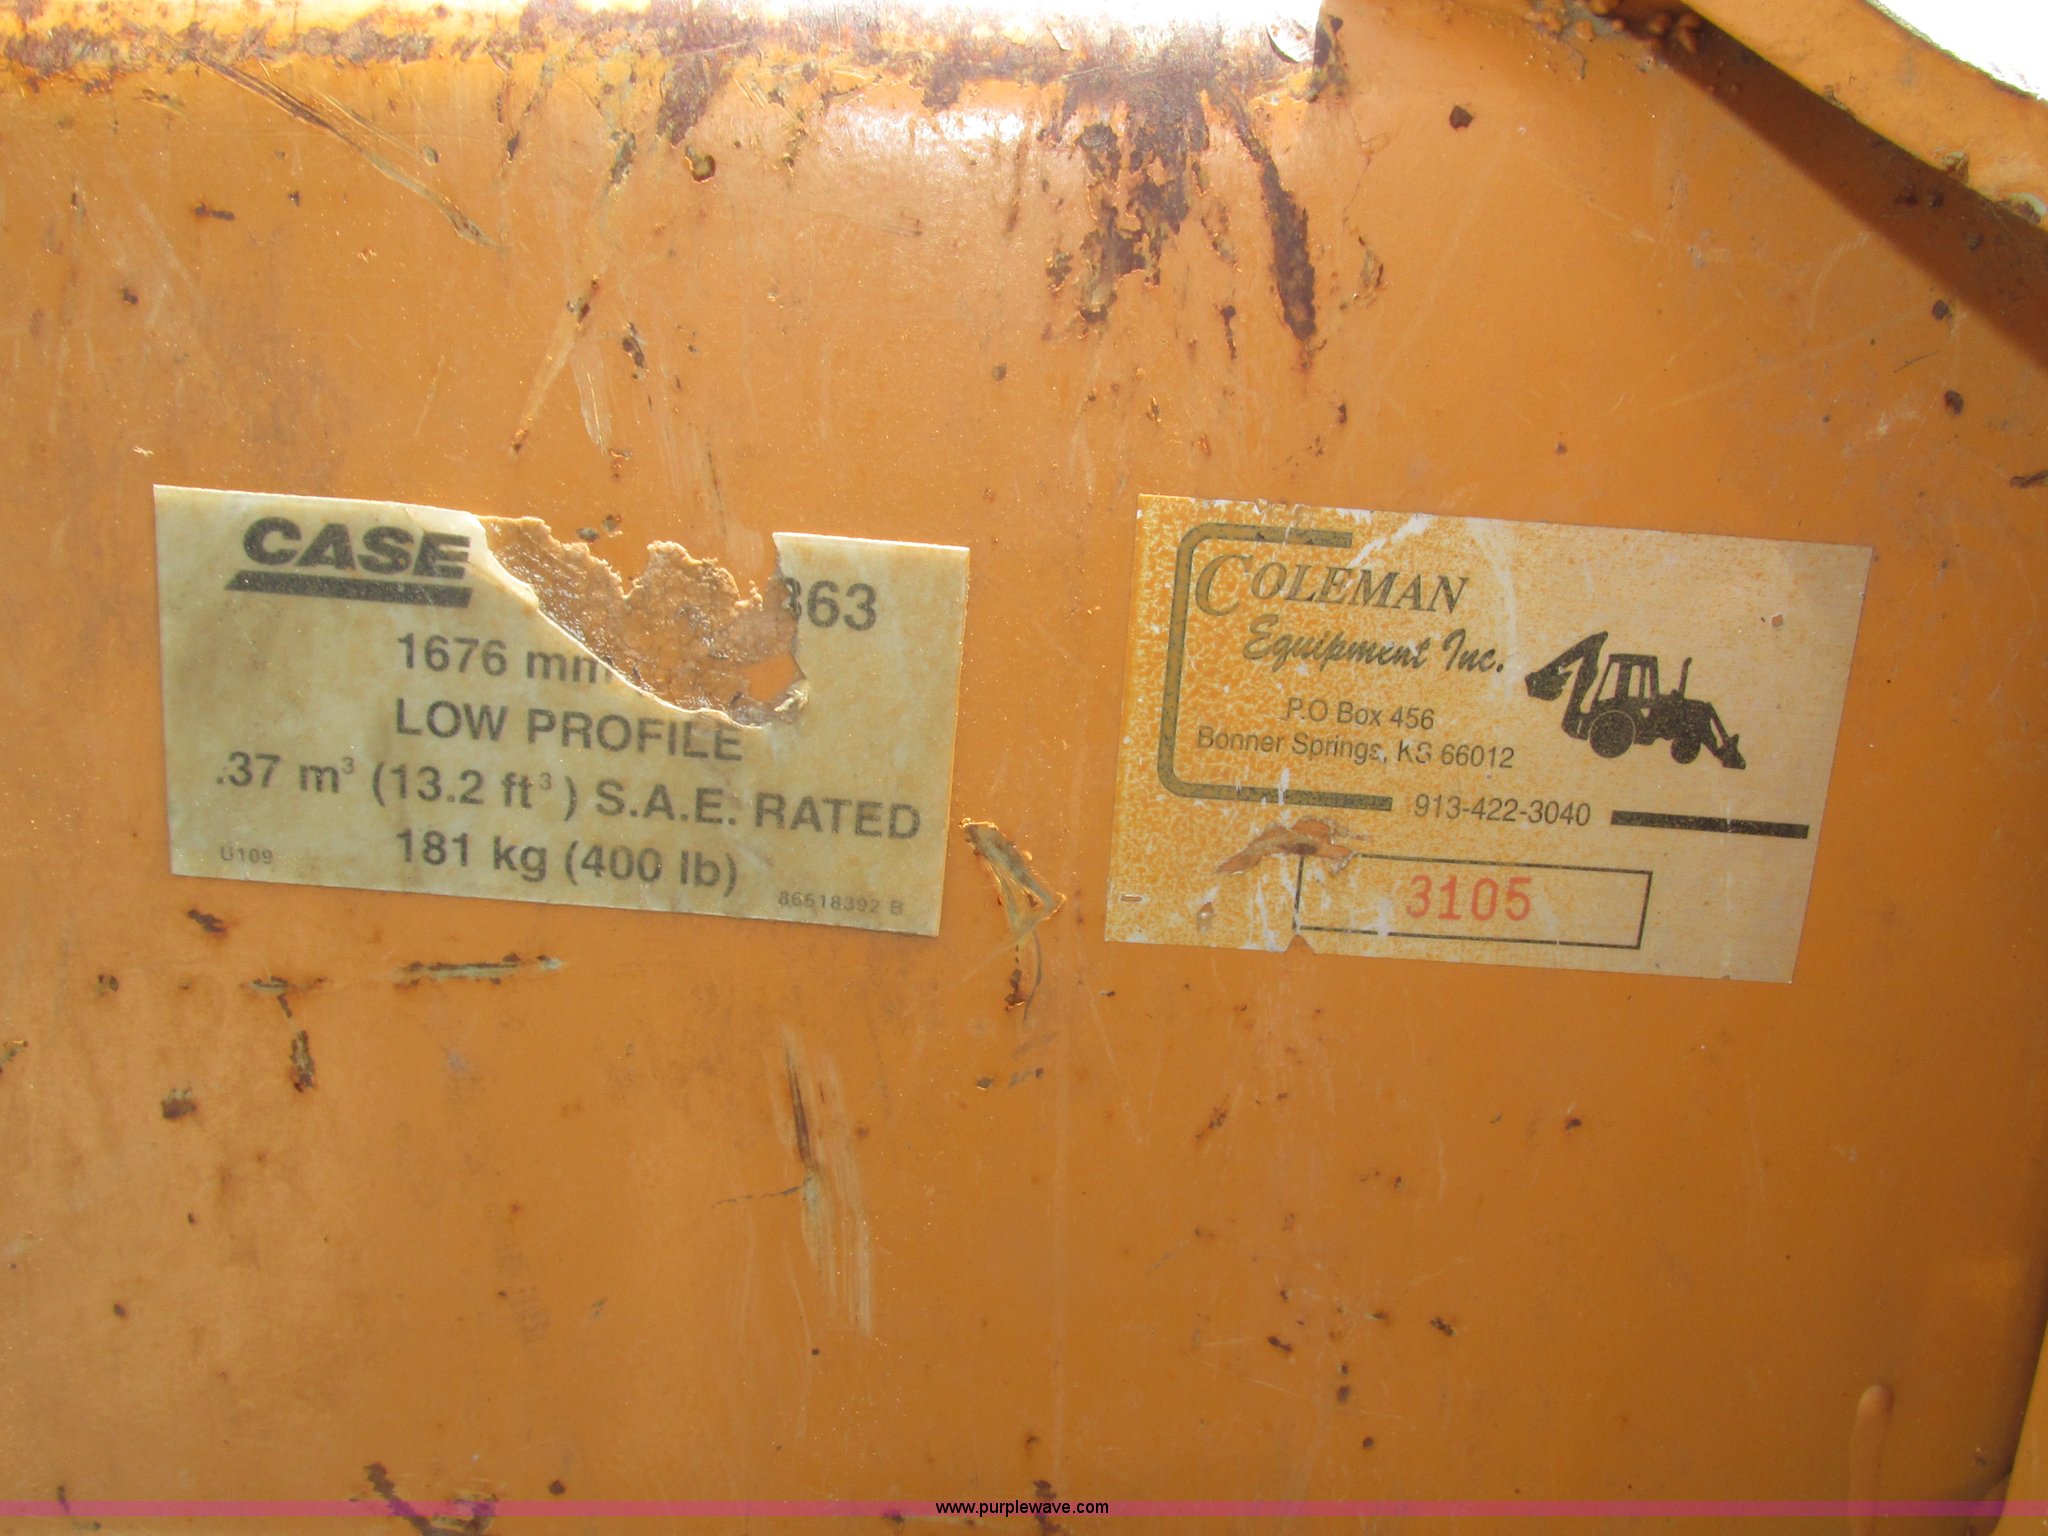 CASE
363
1676 mm
LOW PROFILE
.37 m³ (13.2 ft³) S.A.E. RATED
181 kg (400 lb)
U109
86618392 B
COLEMAN
Equipment Inc.
P.O Box 456
Bonner Springs, KS 66012
913-422-3040
3105
www.purplewave.com